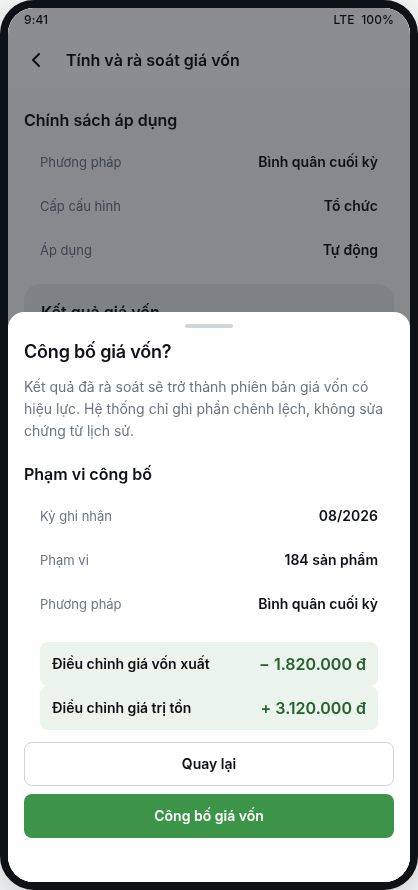 9:41
LTE 100%
Tính và rà soát giá vốn
Chính sách áp dụng
Phương pháp
Bình quân cuối kỳ
Cấp cấu hình
Tổ chức
Áp dụng
Tự động
Kết quả giá vốn
Công bố giá vốn?
Kết quả đã rà soát sẽ trở thành phiên bản giá vốn có
hiệu lực. Hệ thống chỉ ghi phần chênh lệch, không sửa
chứng từ lịch sử.
Phạm vi công bố
Kỳ ghi nhận
08/2026
Phạm vi
184 sản phẩm
Phương pháp
Bình quân cuối kỳ
Điều chỉnh giá vốn xuất
− 1.820.000 đ
Điều chỉnh giá trị tồn
+ 3.120.000 đ
Quay lại
Công bố giá vốn